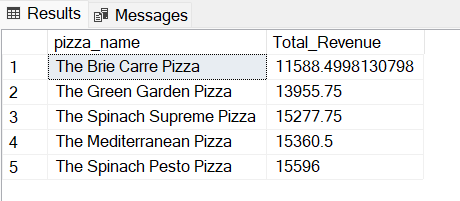 Results Messages
pizza_name Total_Revenue
1 The Brie Carre Pizza 11588.4998130798
2 The Green Garden Pizza 13955.75
3 The Spinach Supreme Pizza 15277.75
4 The Mediterranean Pizza 15360.5
5 The Spinach Pesto Pizza 15596